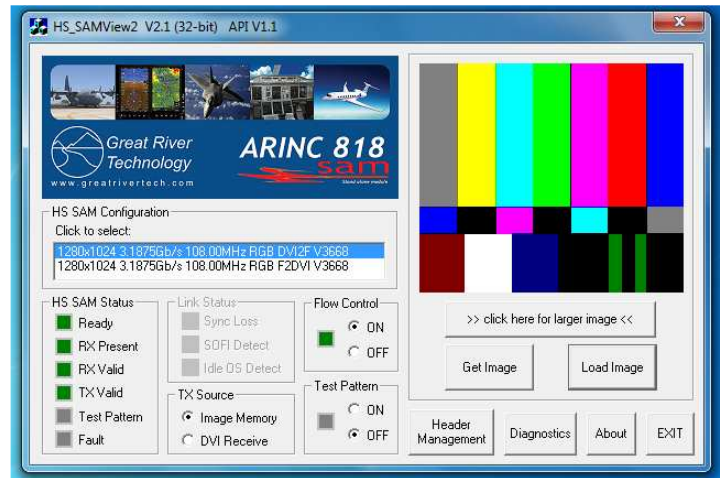 HS_SAMView2 V2.1 (32-bit) API V1.1
Great River
Technology
www.greatrivertech.com
ARINC 818
sam
Stand alone module
HS SAM Configuration
Click to select:
1280x1024 3.1875Gb/s 108.00MHz RGB DVI2F V3668
1280x1024 3.1875Gb/s 108.00MHz RGB F2DVI V3668
HS SAM Status
Ready
RX Present
RX Valid
TX Valid
Test Pattern
Fault
Link Status
Sync Loss
SOFI Detect
Idle OS Detect
TX Source
Image Memory
DVI Receive
Flow Control
ON
OFF
Test Pattern
ON
OFF
>> click here for larger image <<
Get Image
Load Image
Header
Management
Diagnostics
About
EXIT